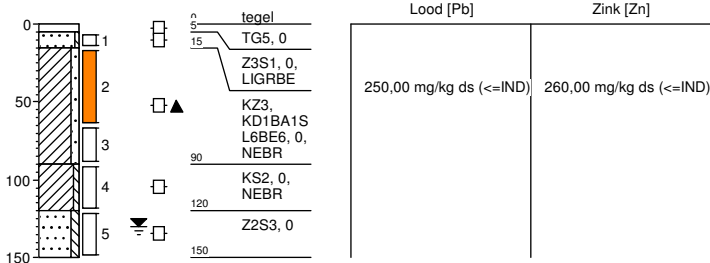 Lood [Pb]
Zink [Zn]
0
50
100
150
1
2
3
4
5
0
5
15
90
120
150
tegel
TG5, 0
Z3S1, 0,
LIGRBE
KZ3,
KD1BA1S
L6BE6, 0,
NEBR
KS2, 0,
NEBR
Z2S3, 0
250,00 mg/kg ds (<=IND)
260,00 mg/kg ds (<=IND)